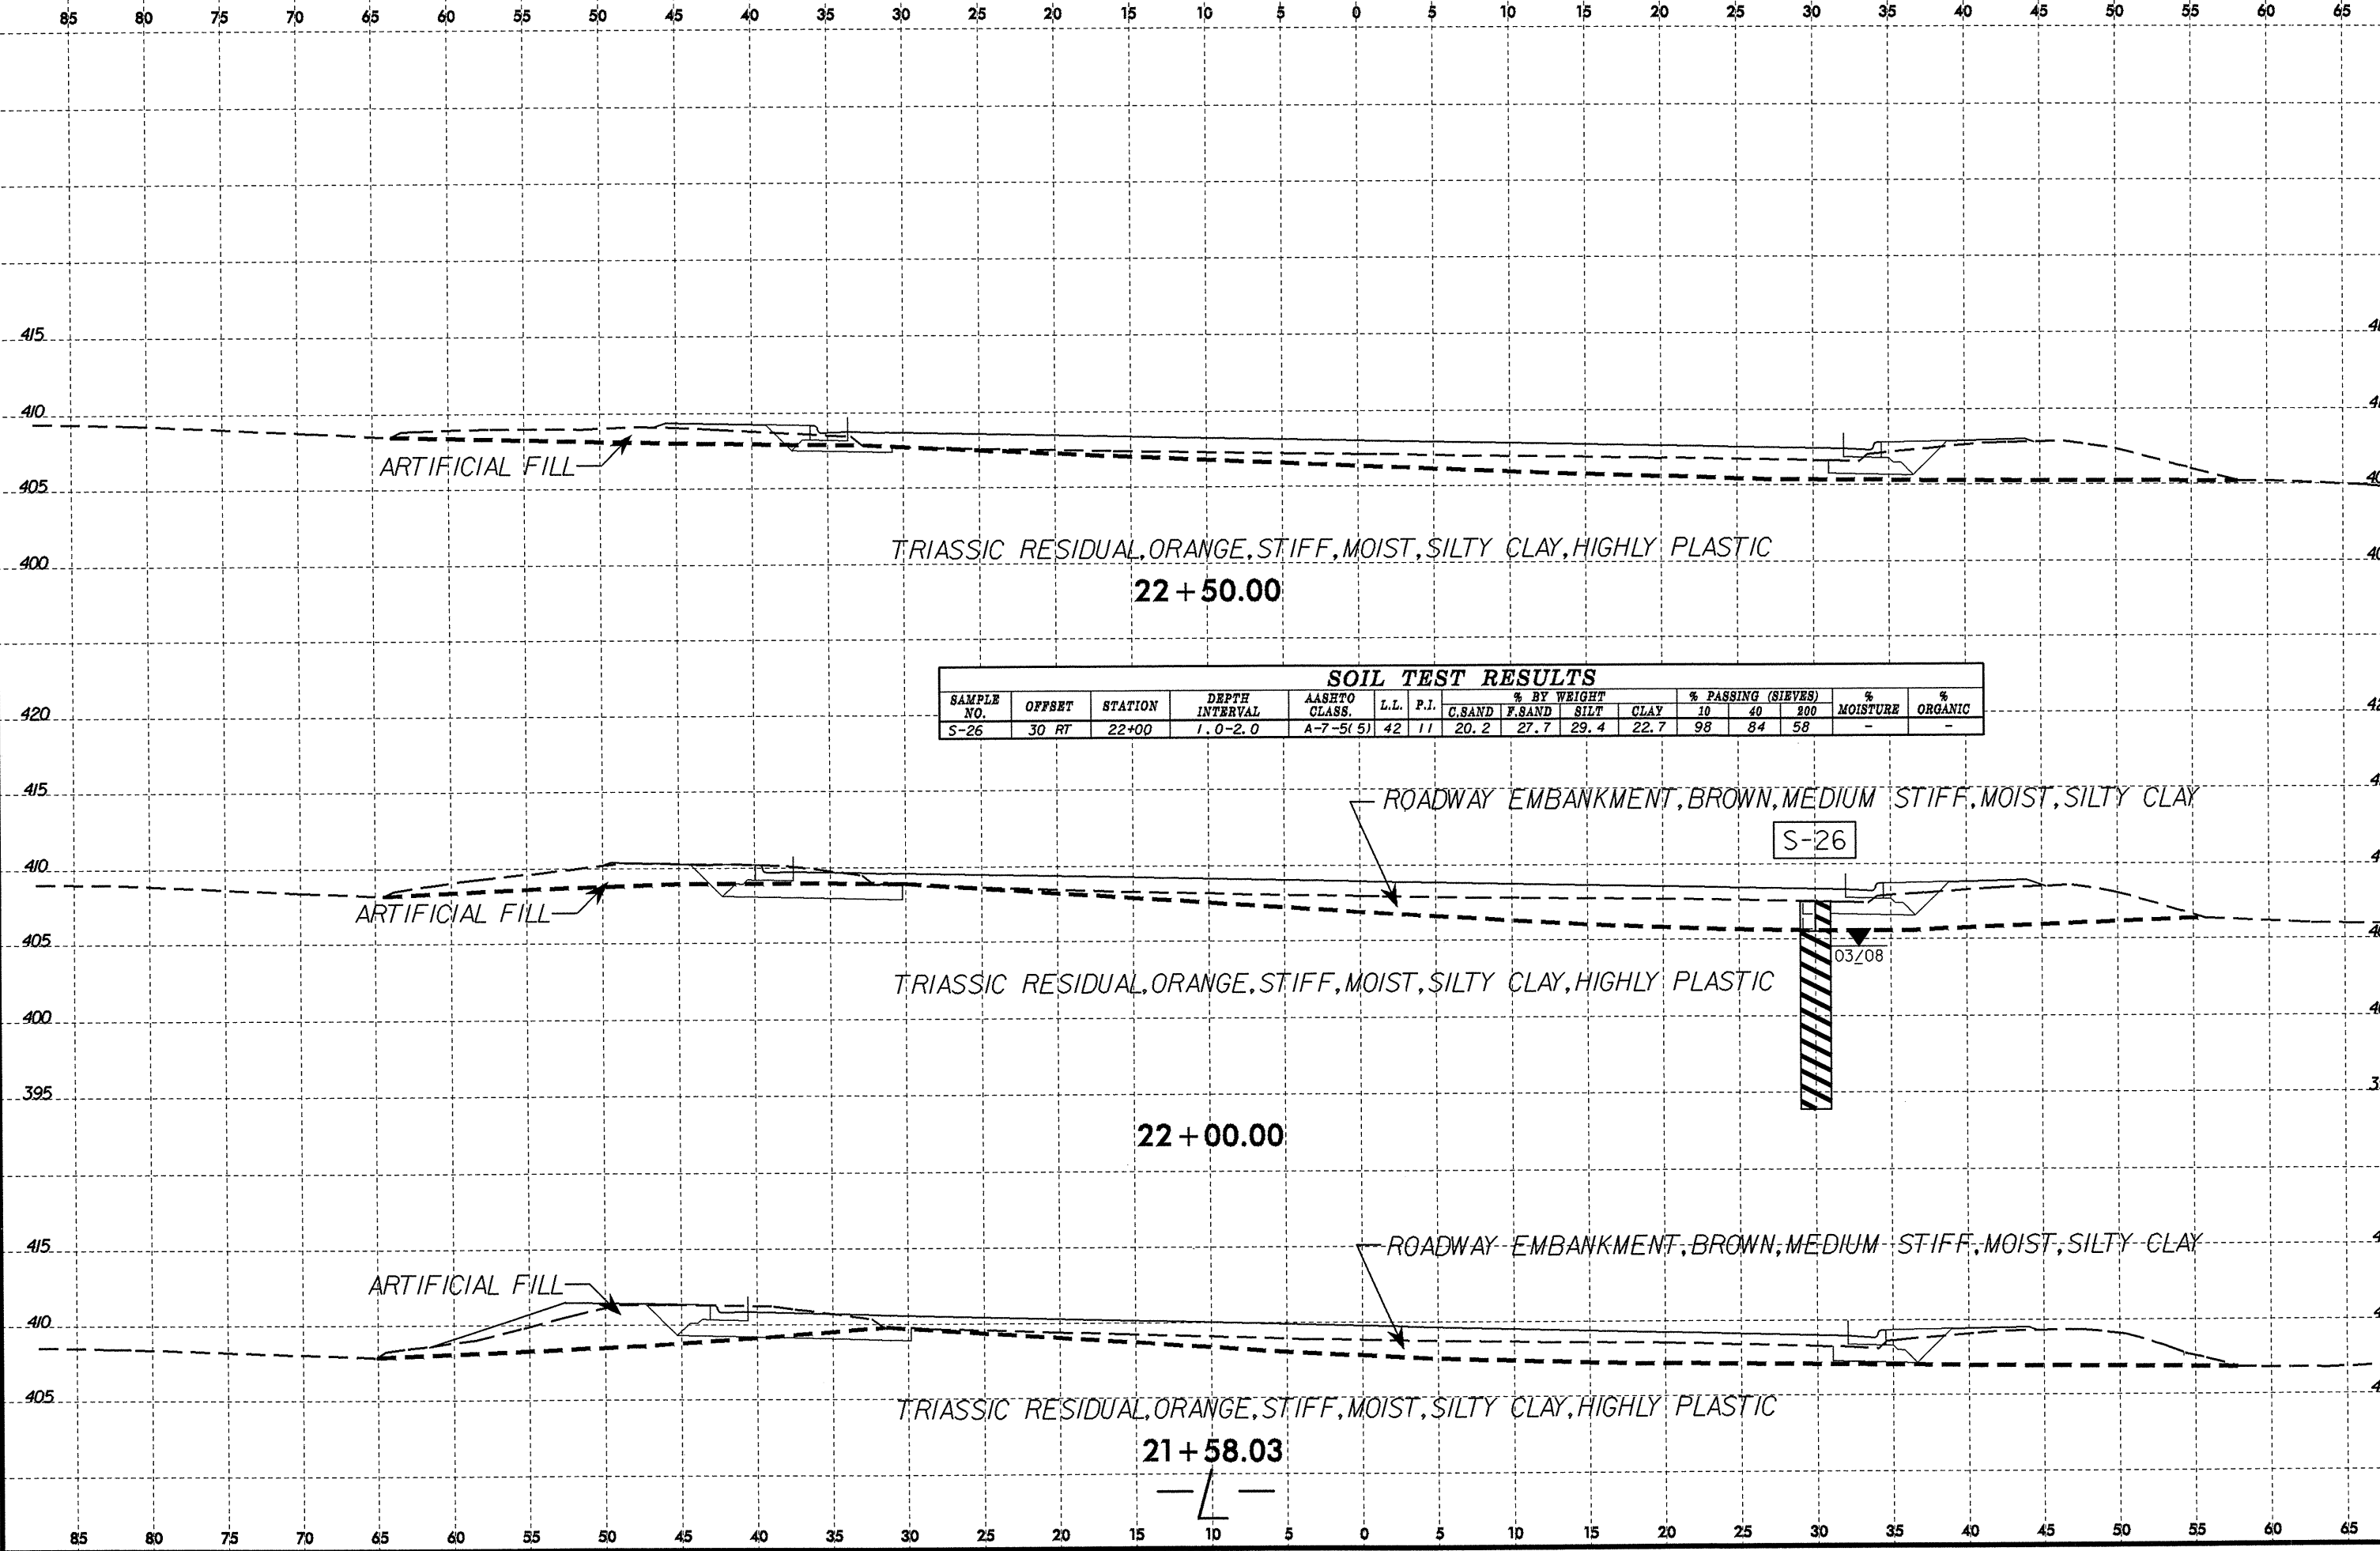 85 80 75 70 65 60 55 50 45 40 35 30 25 20 15 10 5 0 5 10 15 20 25 30 35 40 45 50 55 60 65
415
410
ARTIFICIAL FILL
405
TRIASSIC RESIDUAL, ORANGE, STIFF, MOIST, SILTY CLAY, HIGHLY PLASTIC
400
22+50.00
SOIL TEST RESULTS
SAMPLE NO. OFFSET STATION DEPTH INTERVAL AASHTO CLASS. L.L. P.I. % BY WEIGHT % PASSING (SIEVES) % MOISTURE % ORGANIC
C.SAND F.SAND SILT CLAY 10 40 200
S-26 30 RT 22+00 1.0-2.0 A-7-5(5) 42 11 20.2 27.7 29.4 22.7 98 84 58 - -
420
415
ROADWAY EMBANKMENT, BROWN, MEDIUM STIFF, MOIST, SILTY CLAY
S-26
410
ARTIFICIAL FILL
405
03/08
TRIASSIC RESIDUAL, ORANGE, STIFF, MOIST, SILTY CLAY, HIGHLY PLASTIC
400
395
22+00.00
415
ROADWAY EMBANKMENT, BROWN, MEDIUM STIFF, MOIST, SILTY CLAY
ARTIFICIAL FILL
410
405
TRIASSIC RESIDUAL, ORANGE, STIFF, MOIST, SILTY CLAY, HIGHLY PLASTIC
21+58.03
-L-
85 80 75 70 65 60 55 50 45 40 35 30 25 20 15 10 5 0 5 10 15 20 25 30 35 40 45 50 55 60 65